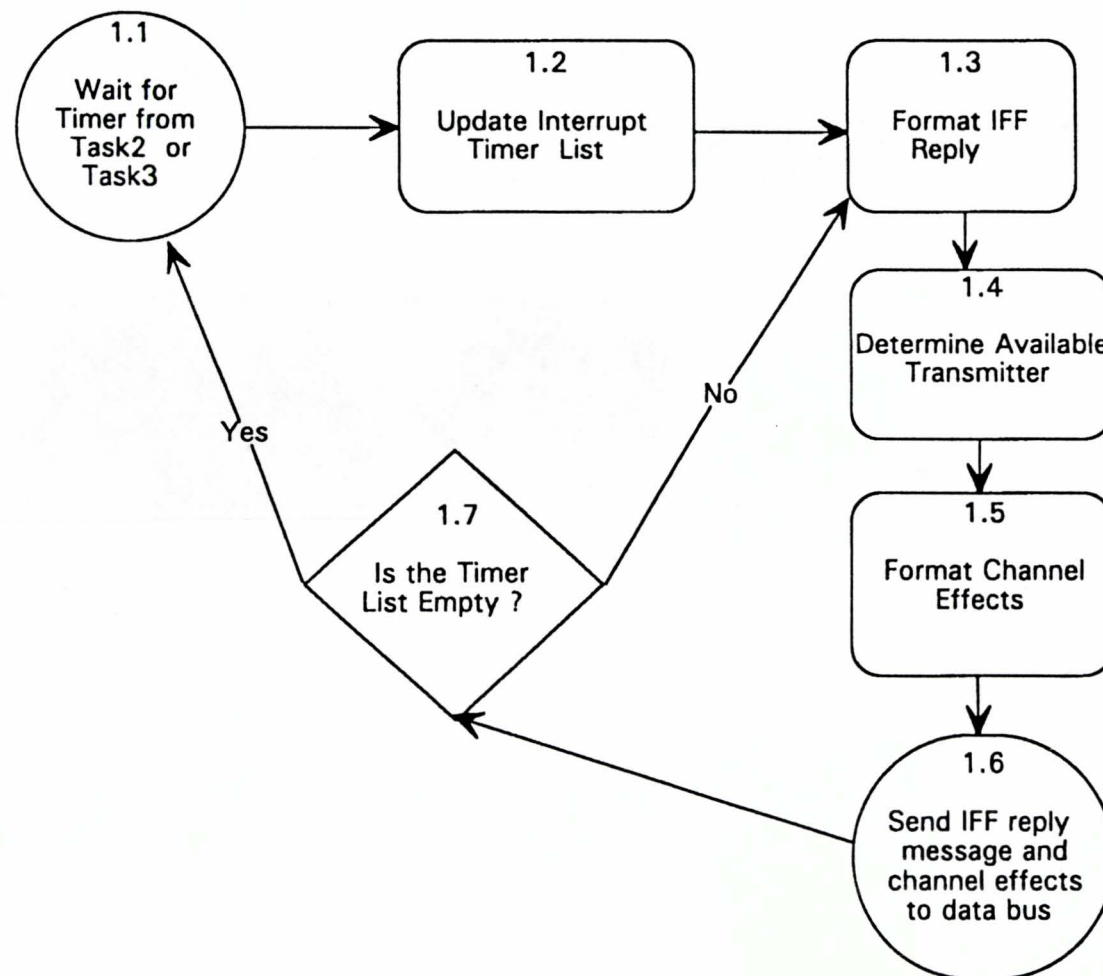 1.1
Wait for
Timer from
Task2 or
Task3
1.2
Update Interrupt
Timer List
1.3
Format IFF
Reply
1.4
Determine Available
Transmitter
1.5
Format Channel
Effects
1.6
Send IFF reply
message and
channel effects
to data bus
1.7
Is the Timer
List Empty ?
Yes
No